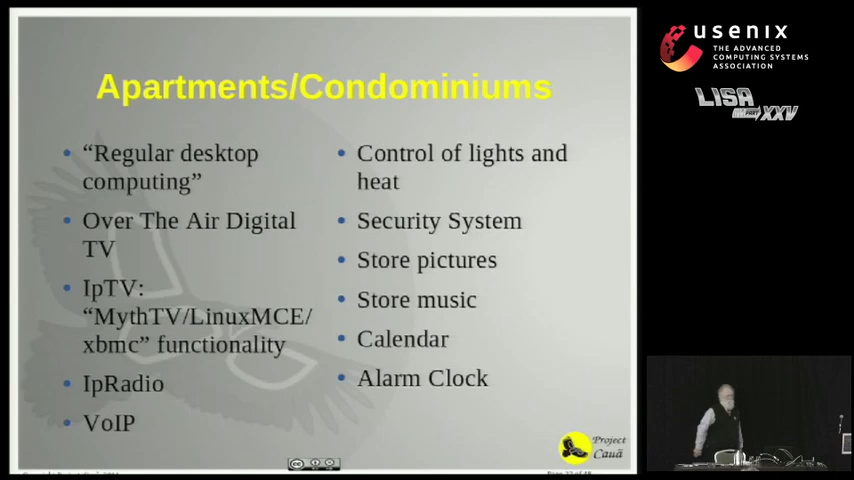 Apartments/Condominiums
“Regular desktop
computing”
Over The Air Digital
TV
IpTV:
“MythTV/LinuxMCE/
xbmc” functionality
IpRadio
VoIP
Control of lights and
heat
Security System
Store pictures
Store music
Calendar
Alarm Clock
Project
Cauã
usenix
THE ADVANCED
COMPUTING SYSTEMS
ASSOCIATION
LISA
PART
XXV